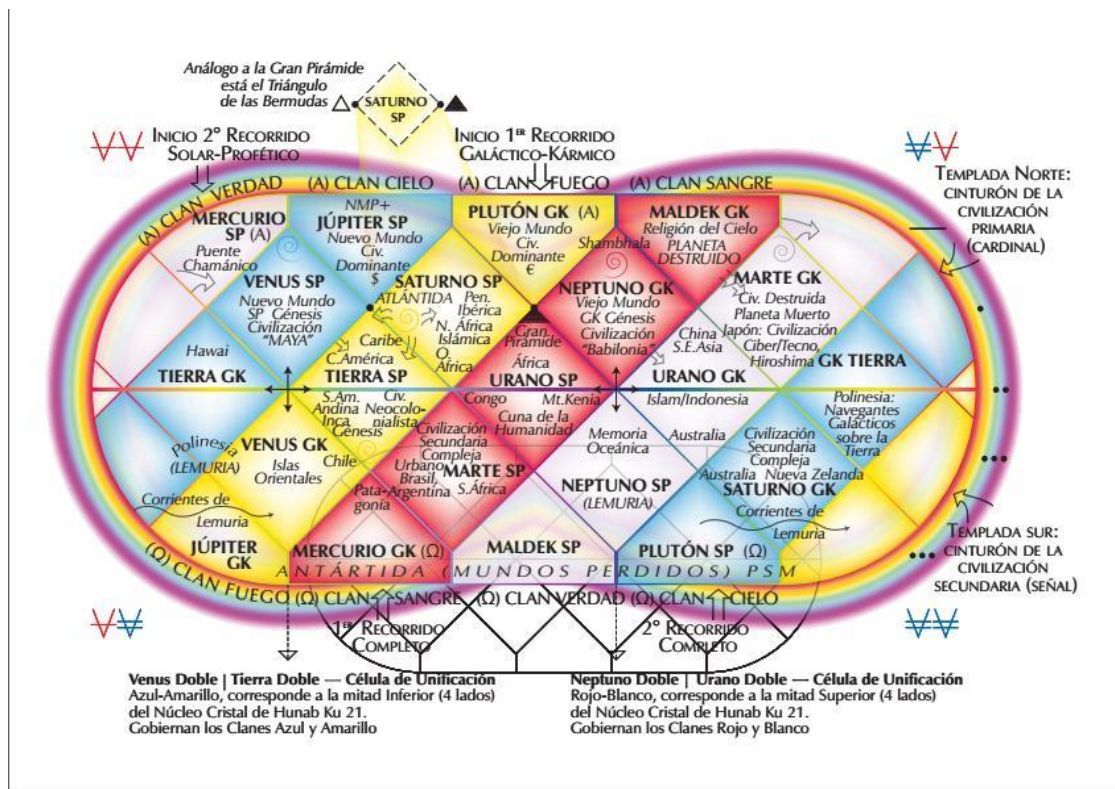 Análogo a la Gran Pirámide
está el Triángulo
de las Bermudas
SATURNO
SP
INICIO 2º RECORRIDO
SOLAR-PROFÉTICO
INICIO 1ER RECORRIDO
GALÁCTICO-KÁRMICO
TEMPLADA NORTE:
CINTURÓN DE LA
CIVILIZACIÓN
PRIMARIA
(CARDINAL)
(A) CLAN VERDAD
(A) CLAN CIELO
(A) CLAN FUEGO
(A) CLAN SANGRE
MERCURIO
SP (A)
Puente
Chamánico
NMP+
JÚPITER SP
Nuevo Mundo
Civ.
Dominante
$
PLUTÓN GK (A)
Viejo Mundo
Civ.
Dominante
€
MALDEK GK
Religión del Cielo
PLANETA
DESTRUIDO
Shambhala
VENUS SP
Nuevo Mundo
SP Génesis
Civilización
"MAYA"
SATURNO SP
ATLÁNTIDA
Pen.
Ibérica
N. África
Islámica
O.
África
NEPTUNO GK
Viejo Mundo
GK Génesis
Civilización
"Babilonia"
MARTE GK
Civ. Destruida
Planeta Muerto
Japón: Civilización
Ciber/Tecno,
Hiroshima
Hawai
TIERRA GK
Caribe
C.América
TIERRA SP
Gran.
Pirámide
África
URANO SP
China
S.E.Asia
URANO GK
GK TIERRA
S.Am.
Andina
Inca
Civ.
Neocolo-
nialista
Génesis
Congo
Mt.Kenia
Cuna de la
Humanidad
Islam/Indonesia
Polinesia:
Navegantes
Galácticos
sobre la
Tierra
Polinesia
(LEMURIA)
VENUS GK
Islas
Orientales
Chile
Civilización
Secundaria
Compleja
Urbano
Brasil,
Argentina
MARTE SP
S.África
Memoria
Oceánica
Australia
Civilización
Secundaria
Compleja
Australia
Nueva Zelanda
NEPTUNO SP
(LEMURIA)
SATURNO GK
Corrientes de
Lemuria
Pata-
gonia
Corrientes de
Lemuria
JÚPITER
GK
MERCURIO GK (Ω)
MALDEK SP
PLUTÓN SP (Ω)
ANTÁRTIDA (MUNDOS PERDIDOS) PSM
(Ω) CLAN FUEGO
(Ω) CLAN SANGRE
(Ω) CLAN VERDAD
(Ω) CLAN CIELO
TEMPLADA SUR:
CINTURÓN DE LA
CIVILIZACIÓN
SECUNDARIA
(SEÑAL)
1ER RECORRIDO
COMPLETO
2º RECORRIDO
COMPLETO
Venus Doble | Tierra Doble — Célula de Unificación
Azul-Amarillo, corresponde a la mitad Inferior (4 lados)
del Núcleo Cristal de Hunab Ku 21.
Gobiernan los Clanes Azul y Amarillo
Neptuno Doble | Urano Doble — Célula de Unificación
Rojo-Blanco, corresponde a la mitad Superior (4 lados)
del Núcleo Cristal de Hunab Ku 21.
Gobiernan los Clanes Rojo y Blanco